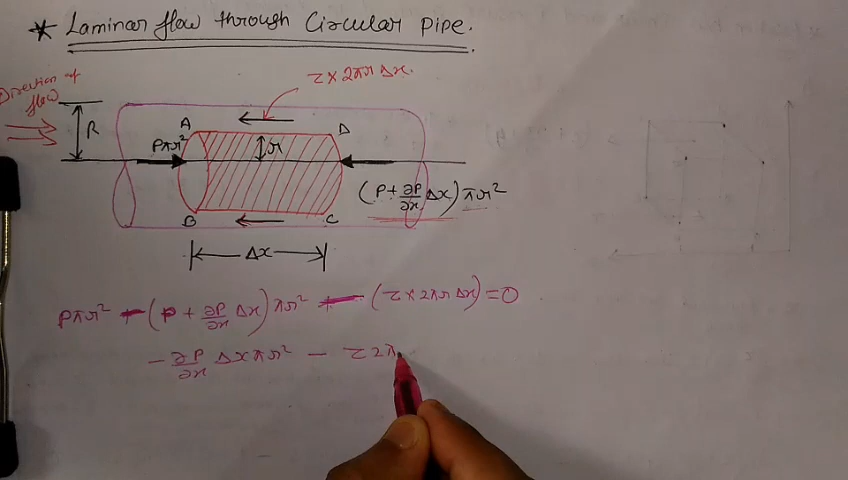 * Laminar flow through Circular Pipe.
Direction of flow
τ × 2πr Δx.
R
A
D
Pπr²
r
(P + ∂P/∂x Δx) πr²
B
C
Δx
Pπr² - (P + ∂P/∂x Δx) πr² - (τ × 2πr Δx) = 0
- ∂P/∂x Δx πr² - τ 2π